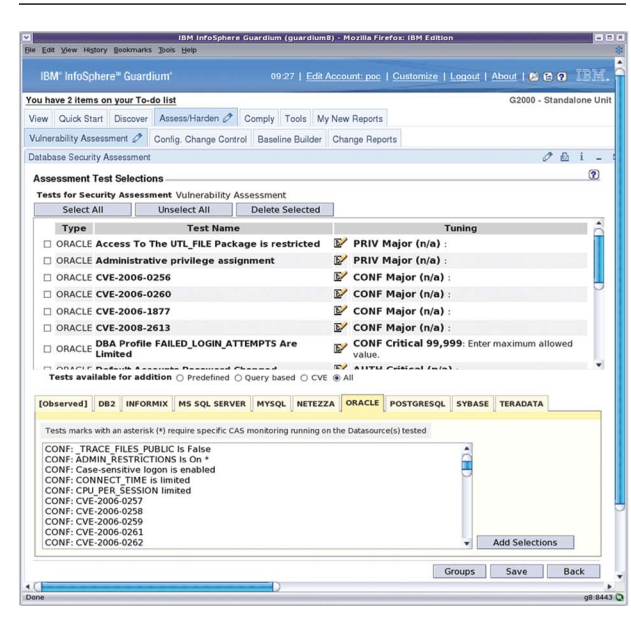 IBM InfoSphere Guardium (guardium8) - Mozilla Firefox: IBM Edition
File Edit View History Bookmarks Tools Help
IBM® InfoSphere™ Guardium® 09:27 | Edit Account: poc | Customize | Logout | About | IBM.
You have 2 items on your To-do list G2000 - Standalone Unit
View Quick Start Discover Assess/Harden Comply Tools My New Reports
Vulnerability Assessment Config. Change Control Baseline Builder Change Reports
Database Security Assessment
Assessment Test Selections
Tests for Security Assessment Vulnerability Assessment
Select All Unselect All Delete Selected
Type Test Name Tuning
ORACLE Access To The UTL_FILE Package is restricted PRIV Major (n/a) :
ORACLE Administrative privilege assignment PRIV Major (n/a) :
ORACLE CVE-2006-0256 CONF Major (n/a) :
ORACLE CVE-2006-0260 CONF Major (n/a) :
ORACLE CVE-2006-1877 CONF Major (n/a) :
ORACLE CVE-2008-2613 CONF Major (n/a) :
ORACLE DBA Profile FAILED_LOGIN_ATTEMPTS Are Limited CONF Critical 99,999: Enter maximum allowed value.
ORACLE Default Accounts Password Changed AUTH Critical (n/a) :
Tests available for addition Predefined Query based CVE All
[Observed] DB2 INFORMIX MS SQL SERVER MYSQL NETEZZA ORACLE POSTGRESQL SYBASE TERADATA
Tests marks with an asterisk (*) require specific CAS monitoring running on the Datasource(s) tested
CONF: _TRACE_FILES_PUBLIC Is False
CONF: ADMIN_RESTRICTIONS Is On *
CONF: Case-sensitive logon is enabled
CONF: CONNECT_TIME is limited
CONF: CPU_PER_SESSION limited
CONF: CVE-2006-0257
CONF: CVE-2006-0258
CONF: CVE-2006-0259
CONF: CVE-2006-0261
CONF: CVE-2006-0262
Add Selections
Groups Save Back
Done g8:8443